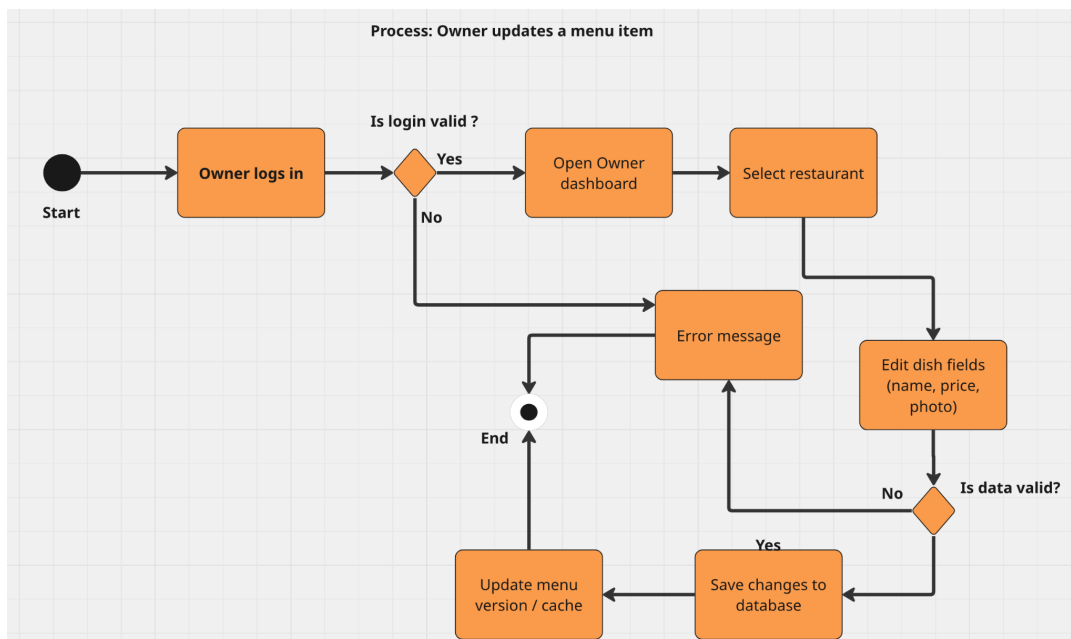 Process: Owner updates a menu item
Is login valid ?
Owner logs in
Yes
Open Owner
dashboard
Select restaurant
Start
No
Error message
Edit dish fields
(name, price,
photo)
End
No
Is data valid?
Yes
Update menu
version / cache
Save changes to
database